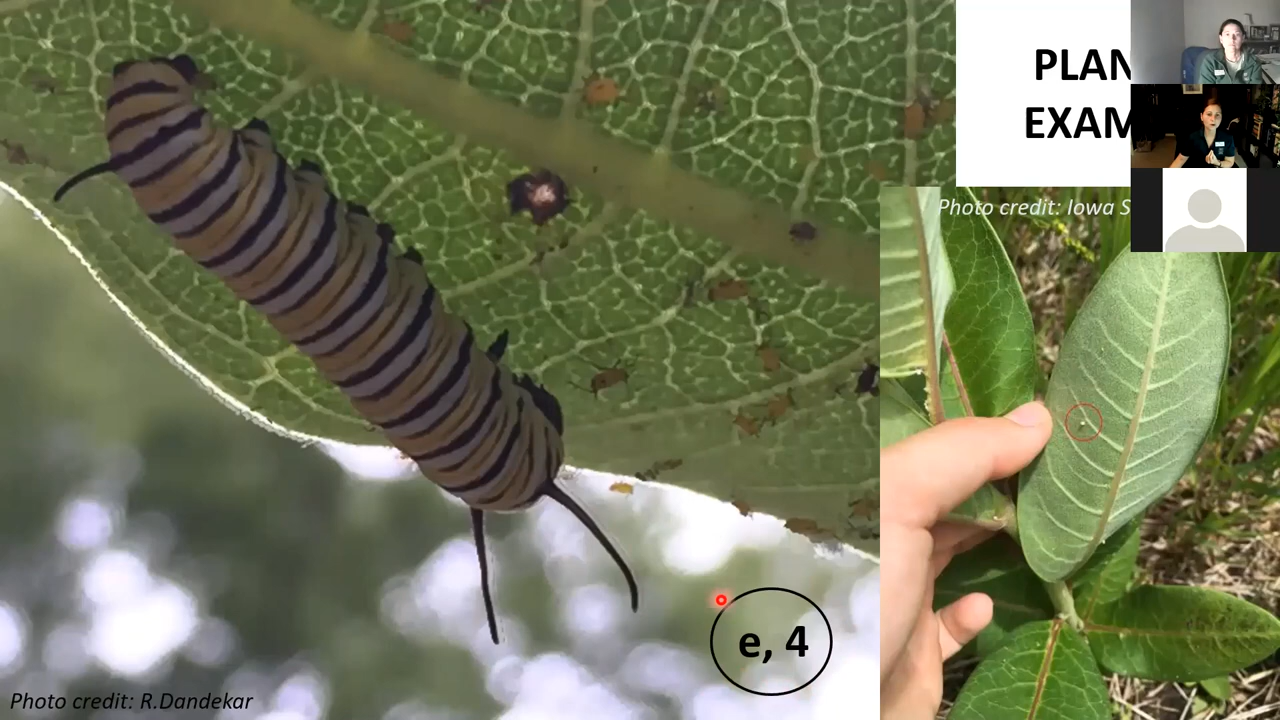 PLAN
EXAM
Photo credit: Iowa S
e, 4
Photo credit: R.Dandekar